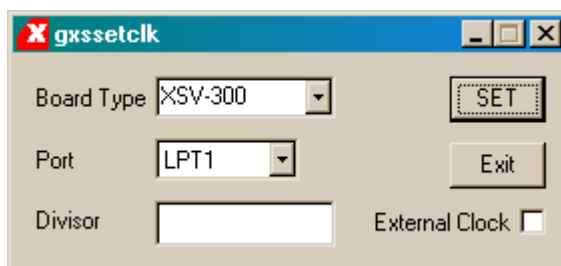 gxssetclk
Board Type XSV-300 SET
Port LPT1 Exit
Divisor External Clock